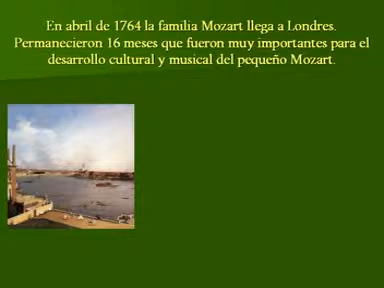 En abril de 1764 la familia Mozart llega a Londres.
Permanecieron 16 meses que fueron muy importantes para el
desarrollo cultural y musical del pequeño Mozart.